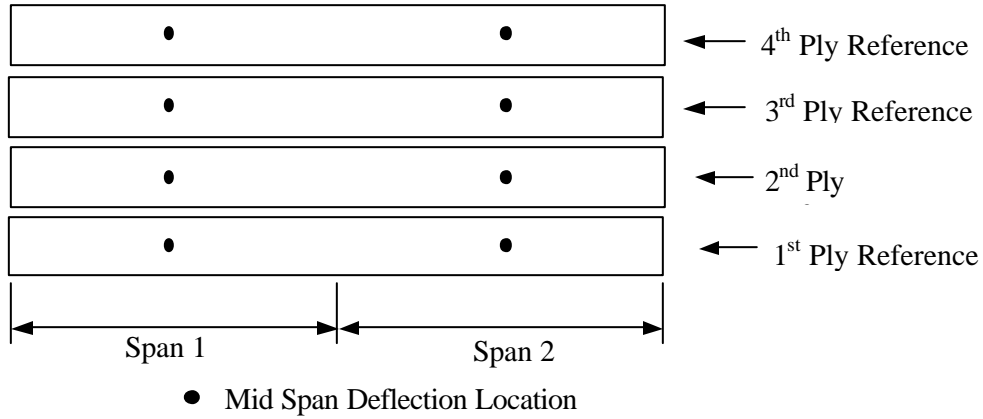 4th Ply Reference
3rd Ply Reference
2nd Ply
1st Ply Reference
Span 1
Span 2
Mid Span Deflection Location